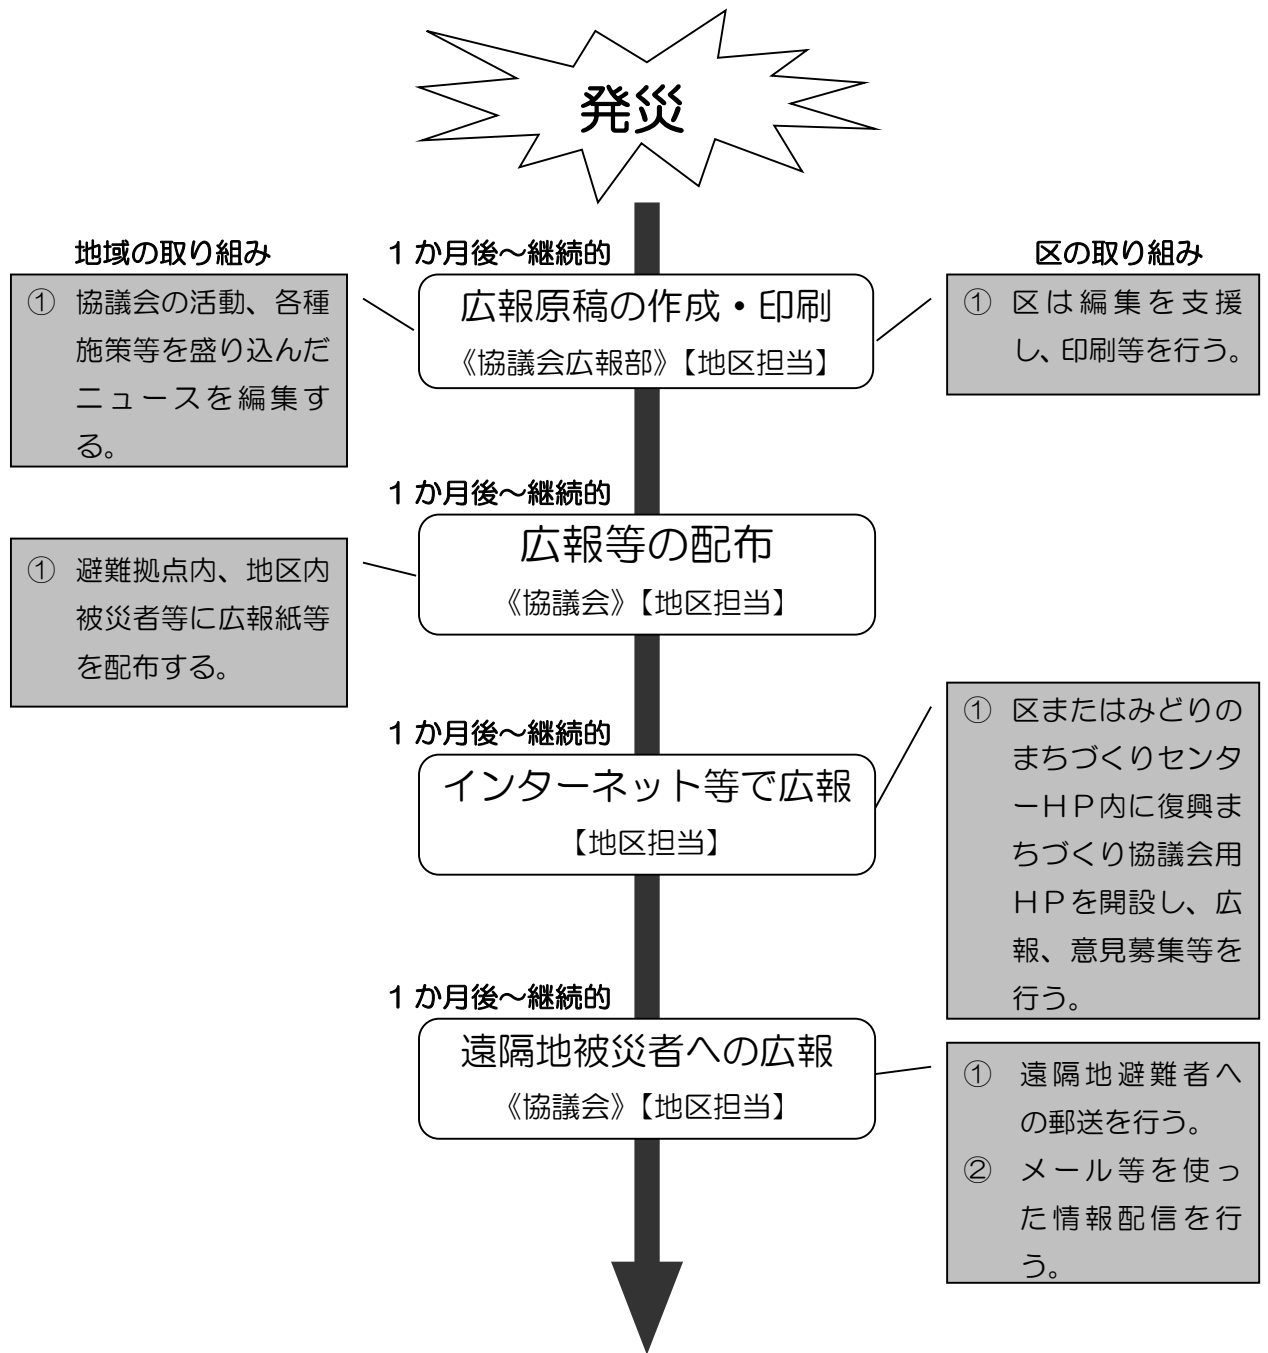 発災
地域の取り組み
１か月後～継続的
区の取り組み
① 協議会の活動、各種
施策等を盛り込んだ
ニュースを編集す
る。
広報原稿の作成・印刷
《協議会広報部》【地区担当】
① 区は編集を支援
し、印刷等を行う。
１か月後～継続的
広報等の配布
《協議会》【地区担当】
① 避難拠点内、地区内
被災者等に広報紙等
を配布する。
１か月後～継続的
インターネット等で広報
【地区担当】
① 区またはみどりの
まちづくりセンタ
ーＨＰ内に復興ま
ちづくり協議会用
ＨＰを開設し、広
報、意見募集等を
行う。
１か月後～継続的
遠隔地被災者への広報
《協議会》【地区担当】
① 遠隔地避難者へ
の郵送を行う。
② メール等を使っ
た情報配信を行
う。